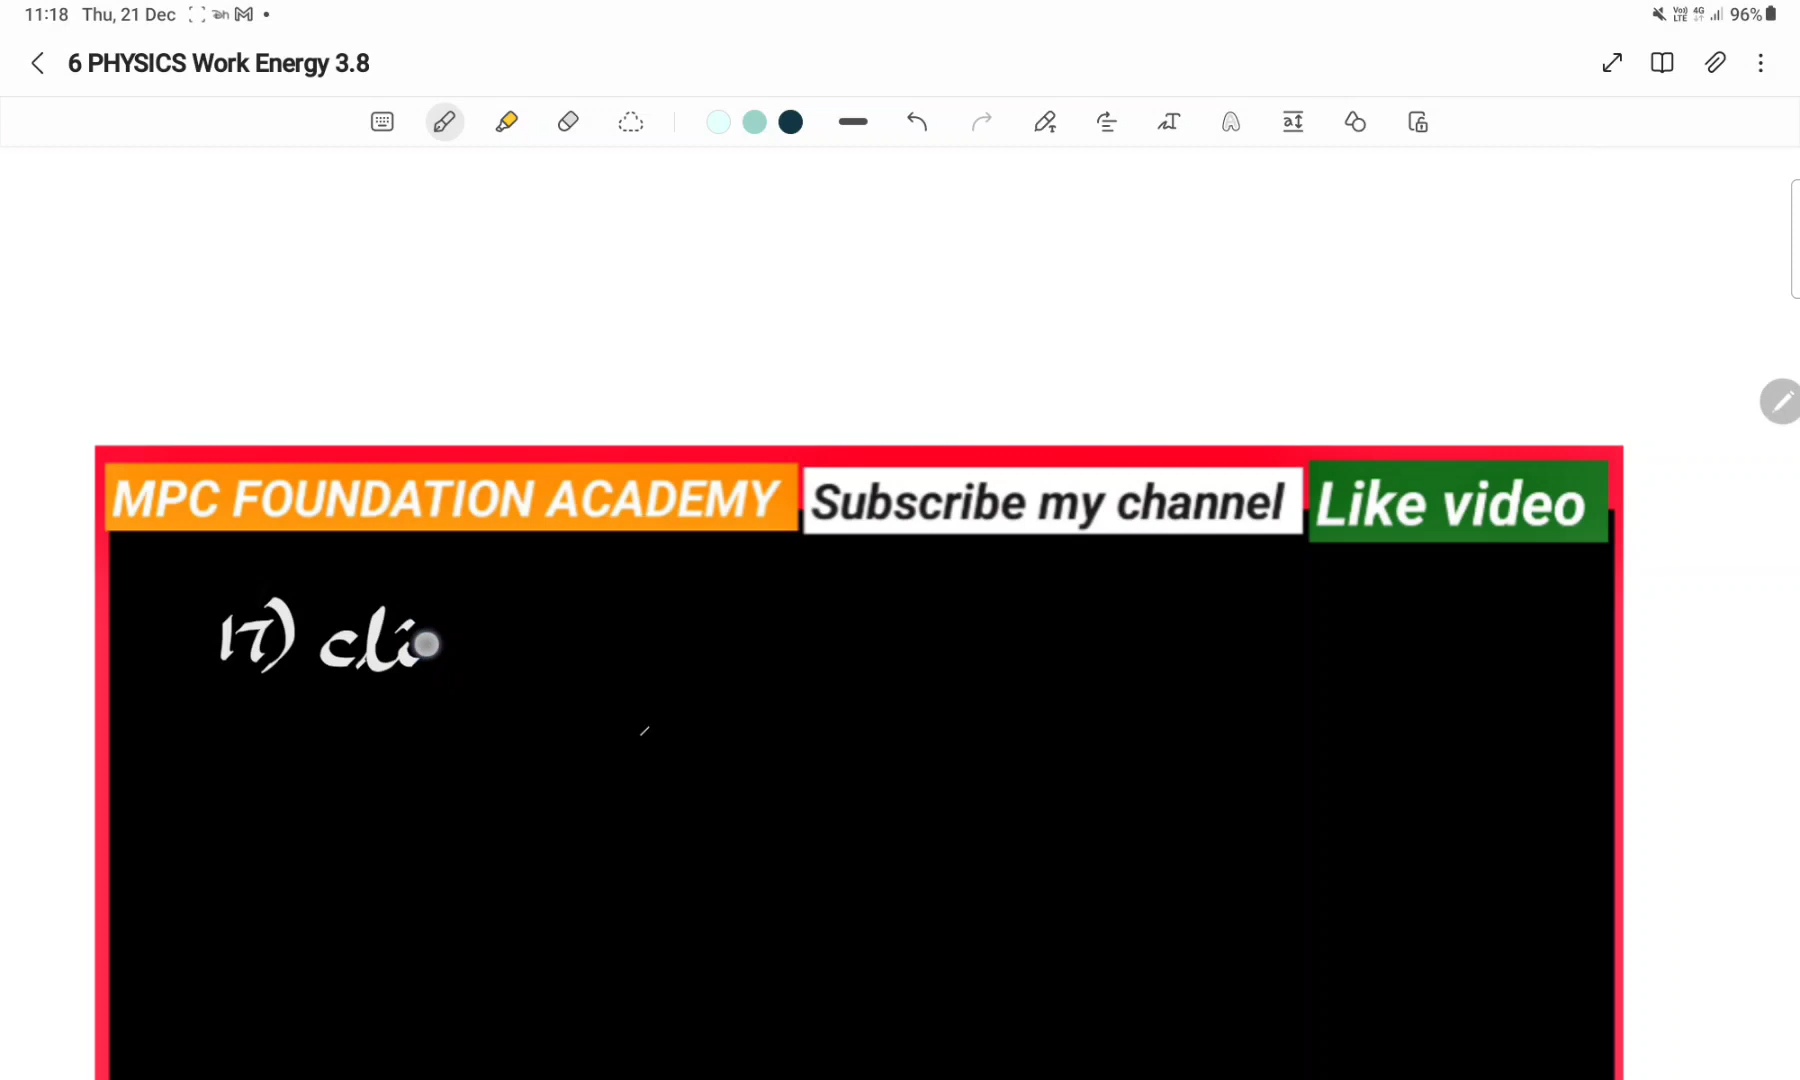 11:18 Thu, 21 Dec
96%
6 PHYSICS Work Energy 3.8
MPC FOUNDATION ACADEMY Subscribe my channel Like video
17) cli